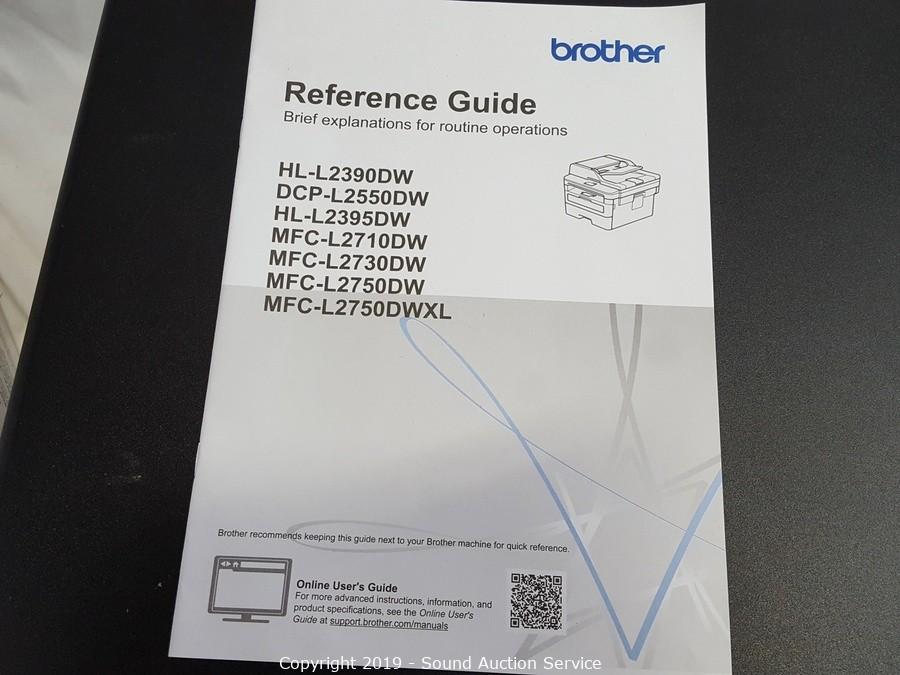 brother
Reference Guide
Brief explanations for routine operations
HL-L2390DW
DCP-L2550DW
HL-L2395DW
MFC-L2710DW
MFC-L2730DW
MFC-L2750DW
MFC-L2750DWXL
Brother recommends keeping this guide next to your Brother machine for quick reference.
Online User's Guide
For more advanced instructions, information, and
product specifications, see the Online User's
Guide at support.brother.com/manuals
Copyright 2019 - Sound Auction Service